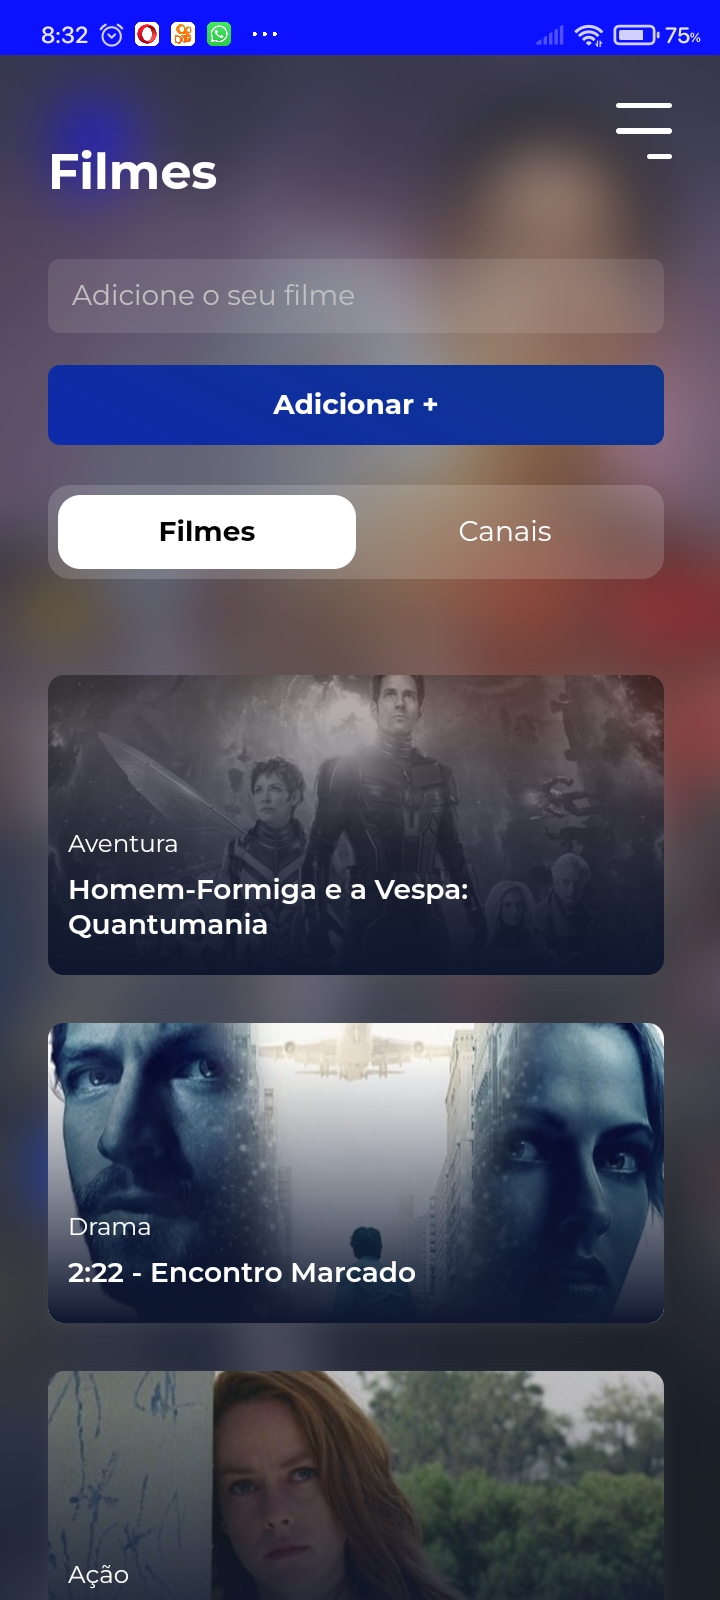 8:32 ... 75%
Filmes
Adicione o seu filme
Adicionar +
Filmes Canais
Aventura
Homem-Formiga e a Vespa:
Quantumania
Drama
2:22 - Encontro Marcado
Ação